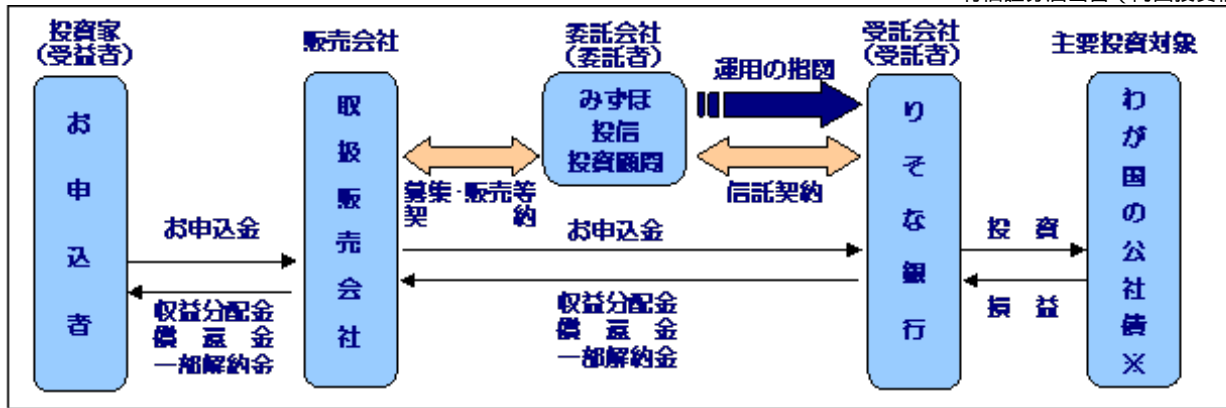 投資家
(受益者)
お申込者
販売会社
取扱販売会社
委託会社
(委託者)
みずほ
投信
投資顧問
運用の指図
受託会社
(受託者)
りそな銀行
主要投資対象
わが国の公社債※
募集・販売等
契約
信託契約
お申込金
収益分配金
償還金
一部解約金
お申込金
収益分配金
償還金
一部解約金
投資
損益